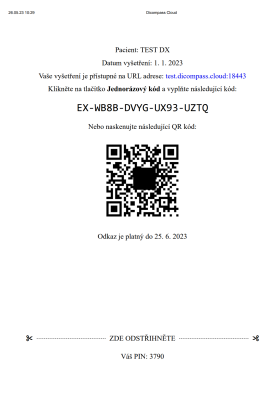 26.05.23 10:26 Dicompass Cloud
Pacient: TEST DX
Datum vyšetření: 1. 1. 2023
Vaše vyšetření je přístupné na URL adrese: test.dicompass.cloud:18443
Klikněte na tlačítko Jednorázový kód a vyplňte následující kód:
EX-WB8B-DVYG-UX93-UZTQ
Nebo naskenujte následující QR kód:
Odkaz je platný do 25. 6. 2023
ZDE ODSTŘIHNĚTE
Váš PIN: 3790